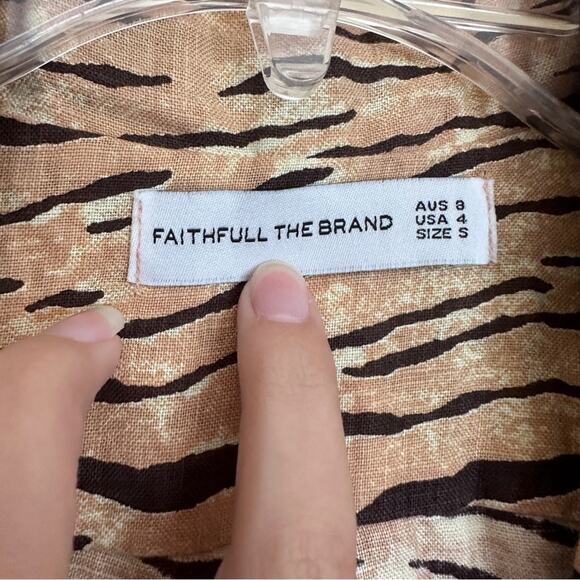 FAITHFULL THE BRAND
AUS 8
USA 4
SIZE S